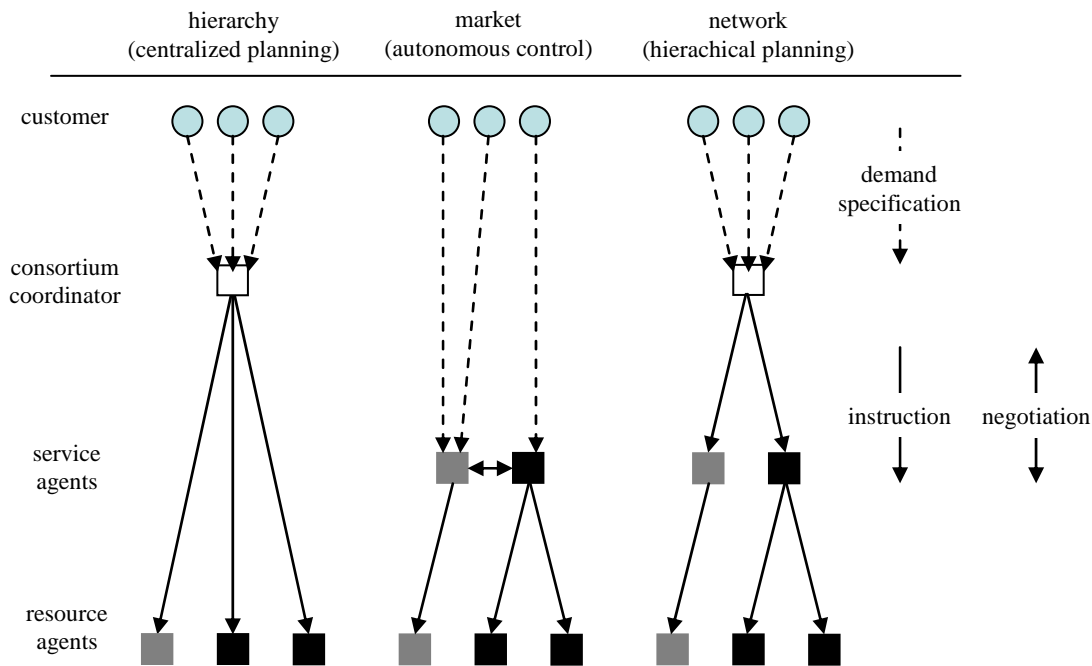 hierarchy
(centralized planning)
market
(autonomous control)
network
(hierachical planning)
customer
demand
specification
consortium
coordinator
instruction
negotiation
service
agents
resource
agents